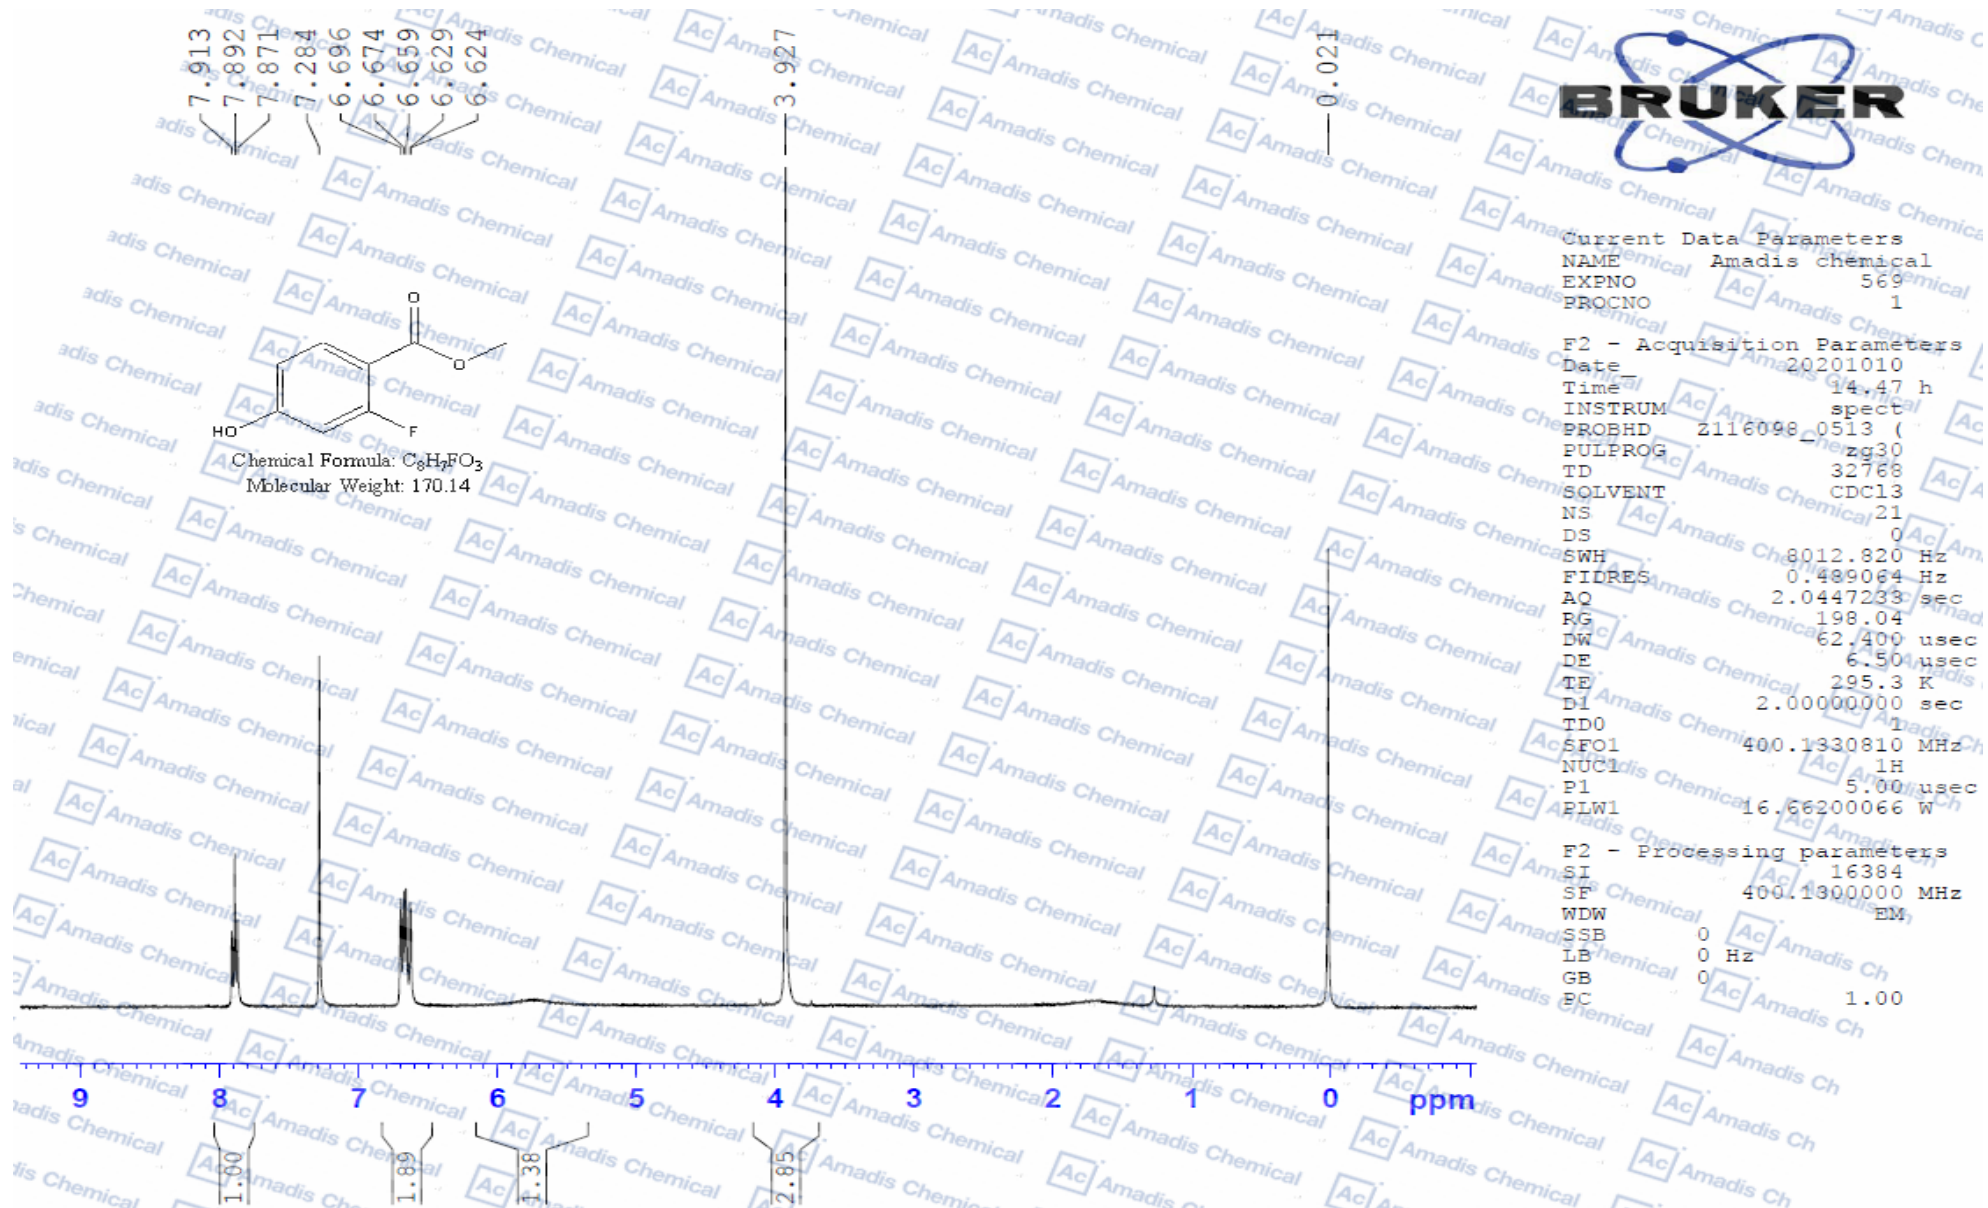 7.913
7.892
7.871
7.284
6.696
6.674
6.659
6.629
6.624
3.927
0.021
BRUKER
Current Data Parameters
NAME Amadis chemical
EXPNO 569
PROCNO 1
F2 - Acquisition Parameters
Date_ 20201010
Time 14.47 h
INSTRUM spect
PROBHD Z116098_0513 (
PULPROG zg30
TD 32768
SOLVENT CDCl3
NS 21
DS 0
SWH 8012.820 Hz
FIDRES 0.489064 Hz
AQ 2.0447233 sec
RG 198.04
DW 62.400 usec
DE 6.50 usec
TE 295.3 K
D1 2.00000000 sec
TD0 1
SFO1 400.1330810 MHz
NUC1 1H
P1 5.00 usec
PLW1 16.66200066 W
F2 - Processing parameters
SI 16384
SF 400.1300000 MHz
WDW EM
SSB 0
LB 0 Hz
GB 0
PC 1.00
O
O
HO
F
Chemical Formula: C8H7FO3
Molecular Weight: 170.14
9 8 7 6 5 4 3 2 1 0 ppm
1.00
1.89
1.38
2.85
Ac Amadis Chemical